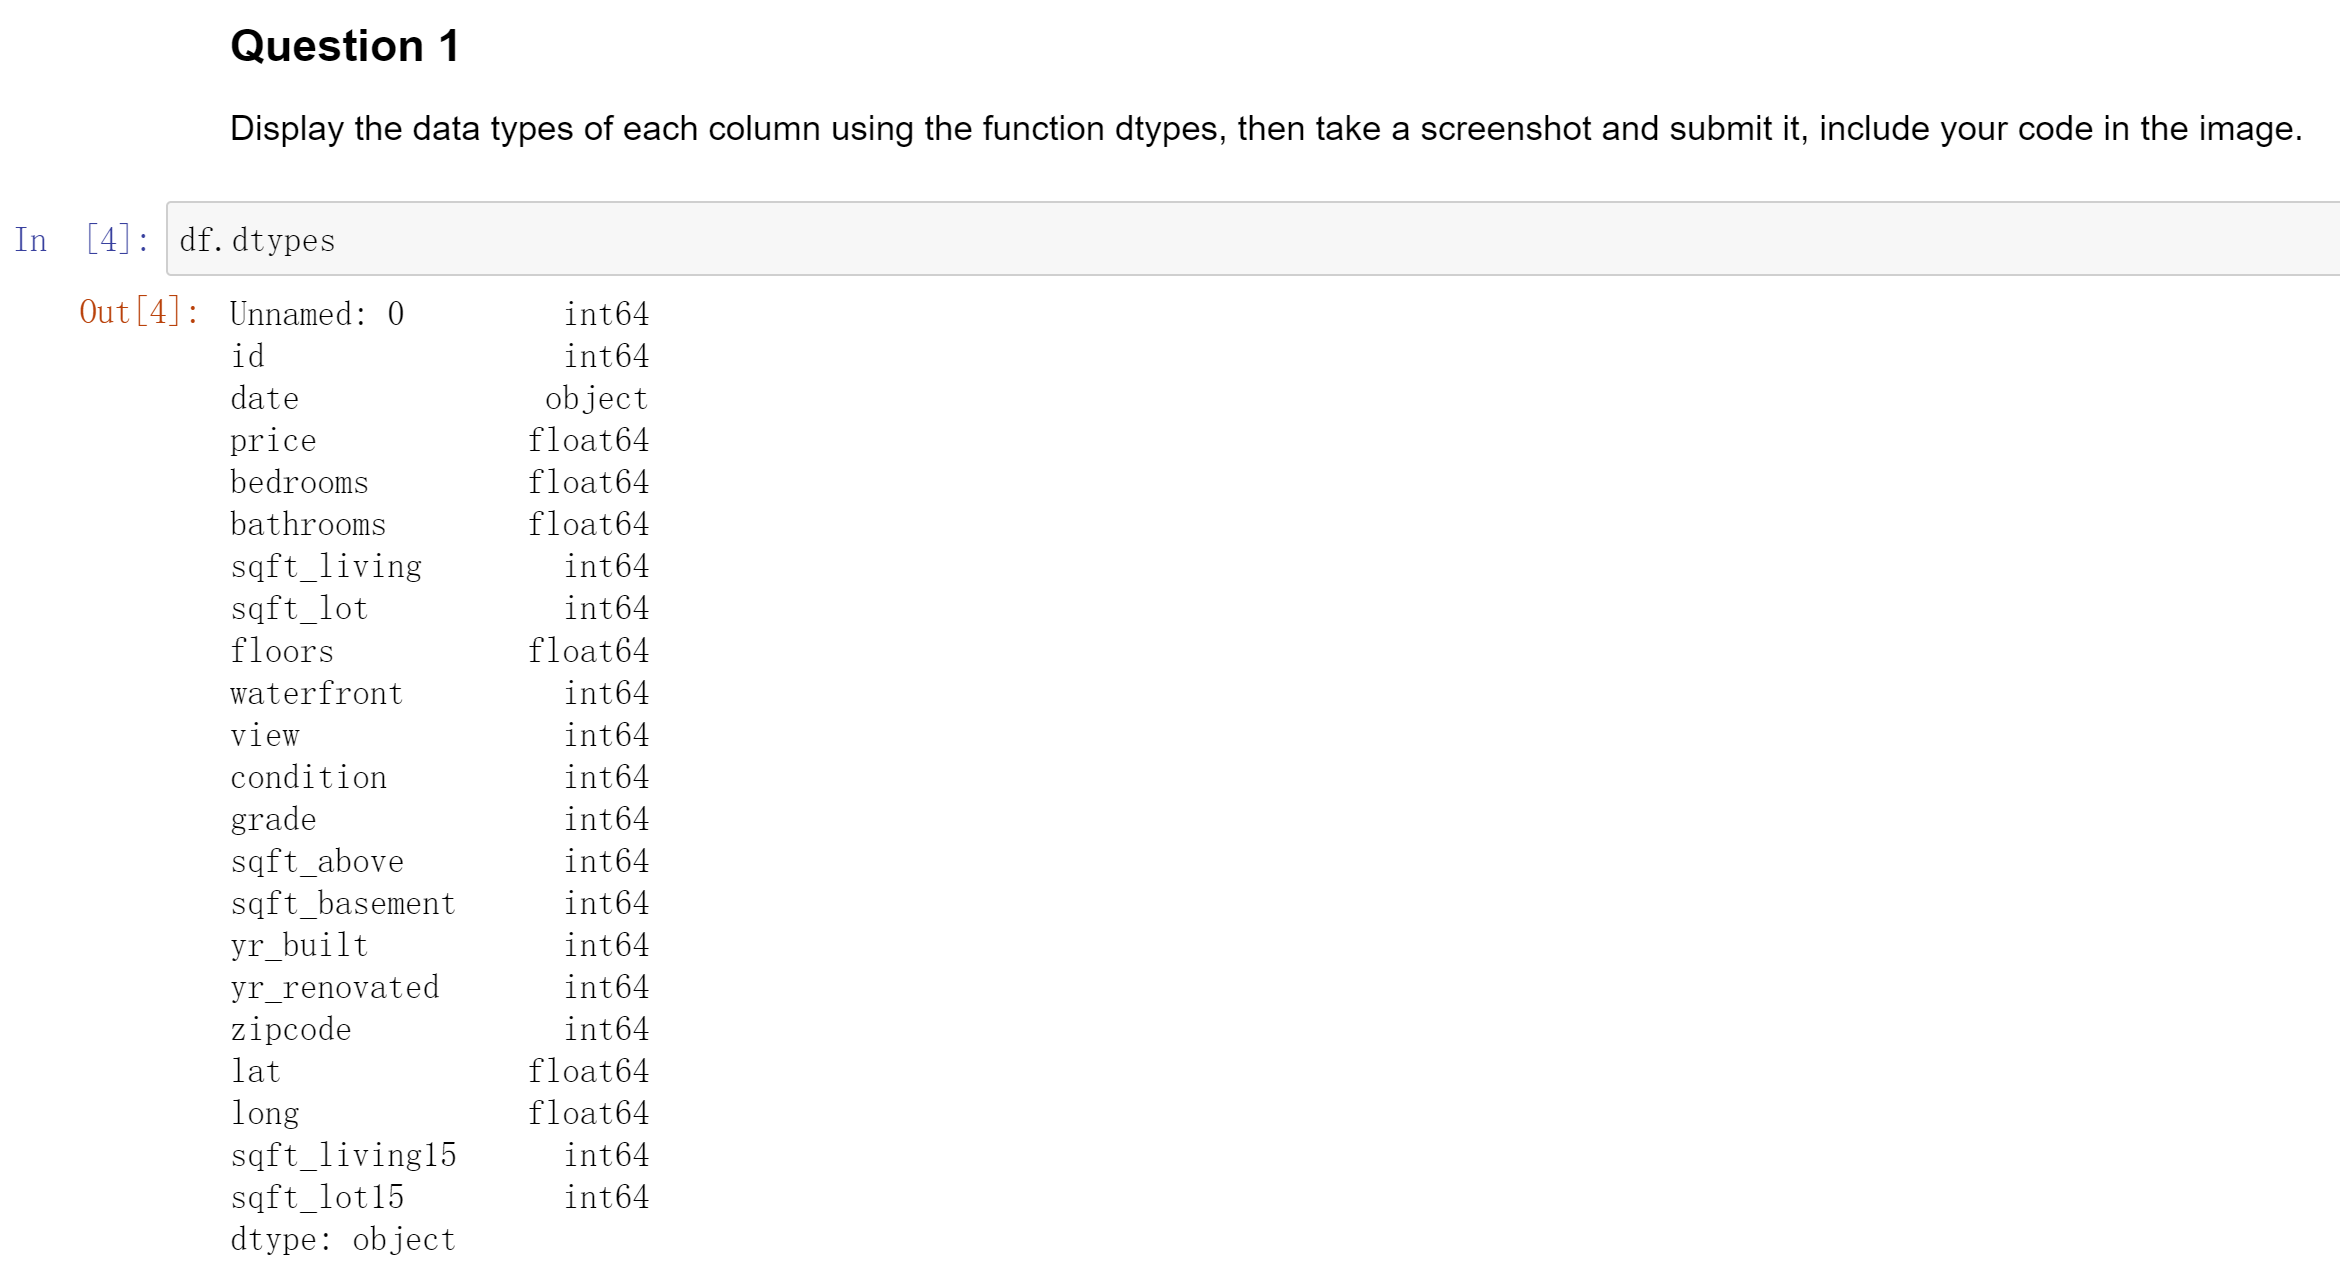 Question 1
Display the data types of each column using the function dtypes, then take a screenshot and submit it, include your code in the image.
In [4]: df.dtypes
Out[4]: Unnamed: 0 int64
id int64
date object
price float64
bedrooms float64
bathrooms float64
sqft_living int64
sqft_lot int64
floors float64
waterfront int64
view int64
condition int64
grade int64
sqft_above int64
sqft_basement int64
yr_built int64
yr_renovated int64
zipcode int64
lat float64
long float64
sqft_living15 int64
sqft_lot15 int64
dtype: object